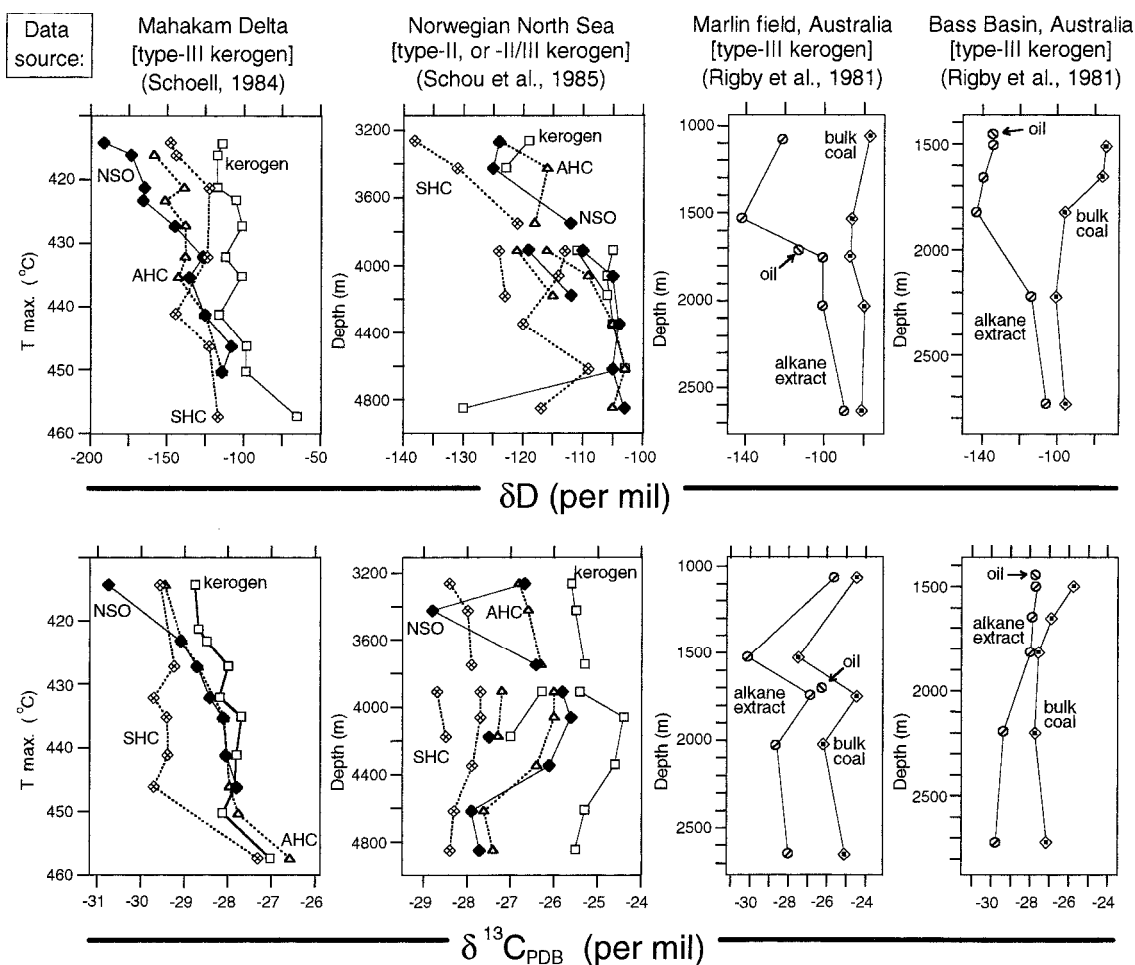 Data source:
Mahakam Delta
[type-III kerogen]
(Schoell, 1984)
Norwegian North Sea
[type-II, or -II/III kerogen]
(Schou et al., 1985)
Marlin field, Australia
[type-III kerogen]
(Rigby et al., 1981)
Bass Basin, Australia
[type-III kerogen]
(Rigby et al., 1981)
T max. (°C)
420
430
440
450
460
NSO
kerogen
AHC
SHC
-200
-150
-100
-50
Depth (m)
3200
3600
4000
4400
4800
kerogen
SHC
AHC
NSO
-140
-130
-120
-110
-100
Depth (m)
1000
1500
2000
2500
bulk coal
oil
alkane extract
-140
-100
Depth (m)
1500
2000
2500
oil
bulk coal
alkane extract
-140
-100
δD (per mil)
T max. (°C)
420
430
440
450
460
kerogen
NSO
SHC
AHC
-31
-30
-29
-28
-27
-26
Depth (m)
3200
3600
4000
4400
4800
kerogen
AHC
NSO
SHC
-29
-28
-27
-26
-25
-24
Depth (m)
1000
1500
2000
2500
oil
alkane extract
bulk coal
-30
-28
-26
-24
Depth (m)
1500
2000
2500
oil
alkane extract
bulk coal
-30
-28
-26
-24
δ ¹³C_PDB (per mil)